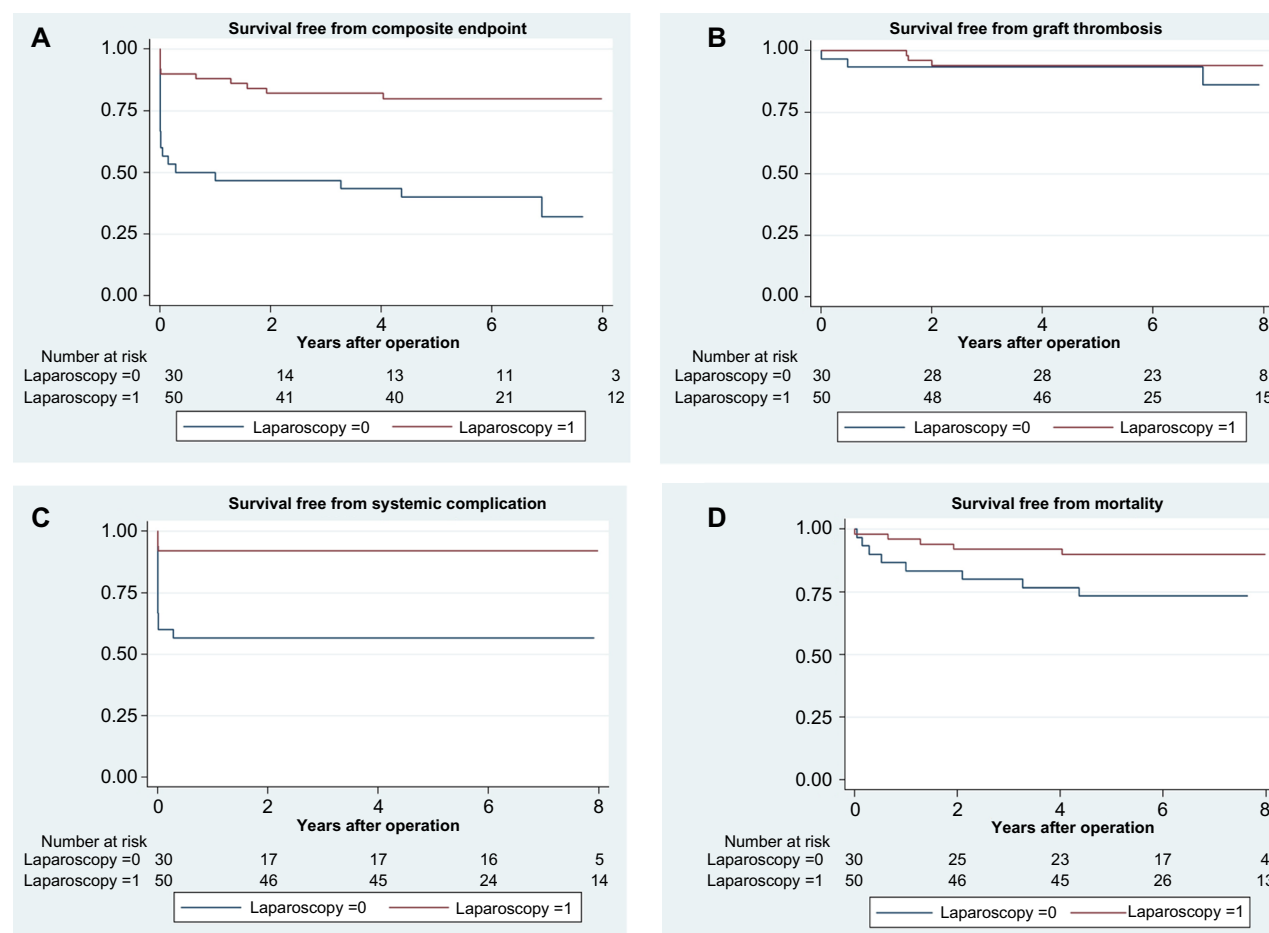 A
Survival free from composite endpoint
1.00
0.75
0.50
0.25
0.00
0 2 4 6 8
Years after operation
Number at risk
Laparoscopy =0 30 14 13 11 3
Laparoscopy =1 50 41 40 21 12
Laparoscopy =0 Laparoscopy =1
B
Survival free from graft thrombosis
1.00
0.75
0.50
0.25
0.00
0 2 4 6 8
Years after operation
Number at risk
Laparoscopy =0 30 28 28 23 8
Laparoscopy =1 50 48 46 25 15
Laparoscopy =0 Laparoscopy =1
C
Survival free from systemic complication
1.00
0.75
0.50
0.25
0.00
0 2 4 6 8
Years after operation
Number at risk
Laparoscopy =0 30 17 17 16 5
Laparoscopy =1 50 46 45 24 14
Laparoscopy =0 Laparoscopy =1
D
Survival free from mortality
1.00
0.75
0.50
0.25
0.00
0 2 4 6 8
Years after operation
Number at risk
Laparoscopy =0 30 25 23 17 4
Laparoscopy =1 50 46 45 26 13
Laparoscopy =0 Laparoscopy =1